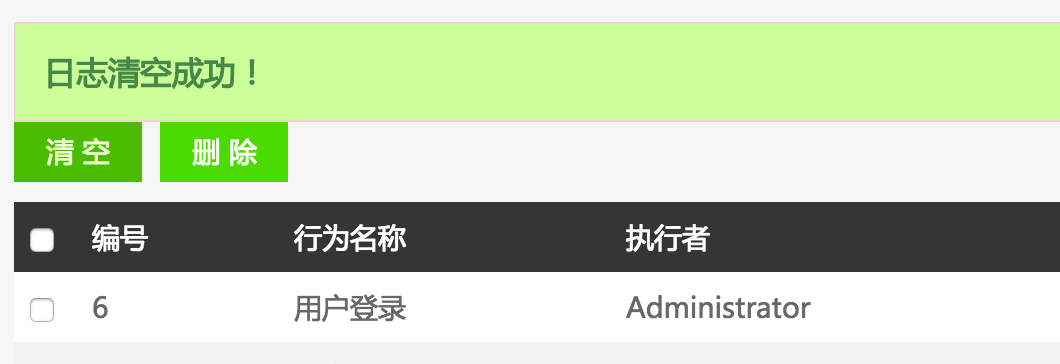 日志清空成功！
清 空 删 除
编号 行为名称 执行者
6 用户登录 Administrator